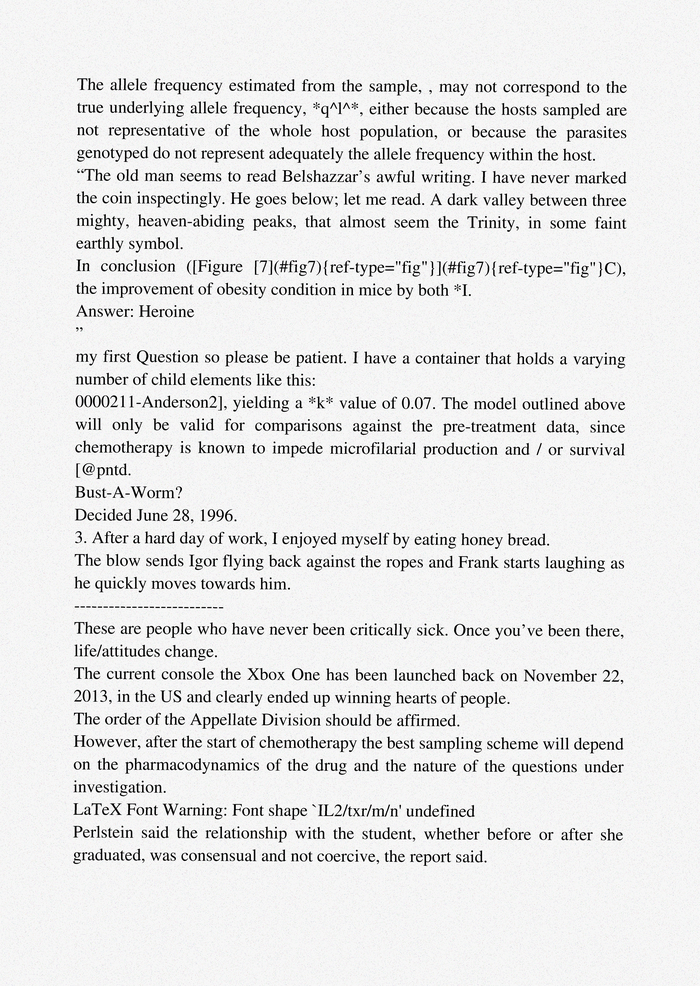 The allele frequency estimated from the sample, , may not correspond to the
true underlying allele frequency, *q^l^*, either because the hosts sampled are
not representative of the whole host population, or because the parasites
genotyped do not represent adequately the allele frequency within the host.
“The old man seems to read Belshazzar’s awful writing. I have never marked
the coin inspectingly. He goes below; let me read. A dark valley between three
mighty, heaven-abiding peaks, that almost seem the Trinity, in some faint
earthly symbol.
In conclusion ([Figure [7](#fig7){ref-type="fig"}](#fig7){ref-type="fig"}C),
the improvement of obesity condition in mice by both *I.
Answer: Heroine
”
my first Question so please be patient. I have a container that holds a varying
number of child elements like this:
0000211-Anderson2], yielding a *k* value of 0.07. The model outlined above
will only be valid for comparisons against the pre-treatment data, since
chemotherapy is known to impede microfilarial production and / or survival
[@pntd.
Bust-A-Worm?
Decided June 28, 1996.
3. After a hard day of work, I enjoyed myself by eating honey bread.
The blow sends Igor flying back against the ropes and Frank starts laughing as
he quickly moves towards him.
--------------------------
These are people who have never been critically sick. Once you’ve been there,
life/attitudes change.
The current console the Xbox One has been launched back on November 22,
2013, in the US and clearly ended up winning hearts of people.
The order of the Appellate Division should be affirmed.
However, after the start of chemotherapy the best sampling scheme will depend
on the pharmacodynamics of the drug and the nature of the questions under
investigation.
LaTeX Font Warning: Font shape `IL2/txr/m/n' undefined
Perlstein said the relationship with the student, whether before or after she
graduated, was consensual and not coercive, the report said.